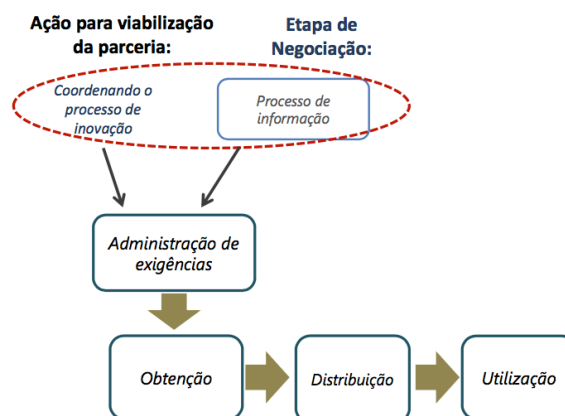 Ação para viabilização
da parceria:
Etapa de
Negociação:
Coordenando o
processo de
inovação
Processo de
informação
Administração de
exigências
Obtenção
Distribuição
Utilização